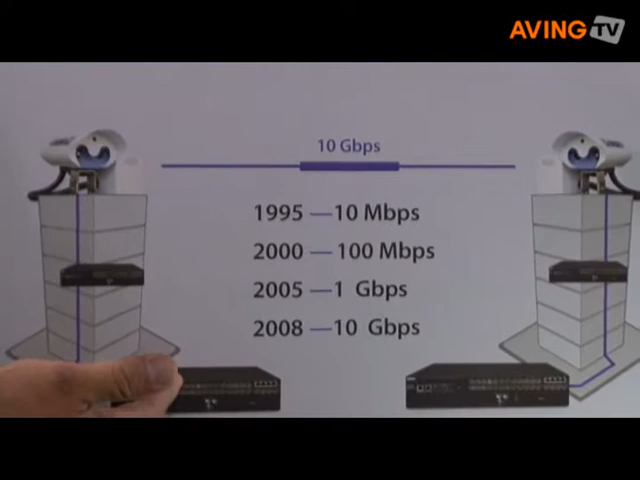 AVING TV
10 Gbps
1995 — 10 Mbps
2000 — 100 Mbps
2005 — 1 Gbps
2008 — 10 Gbps